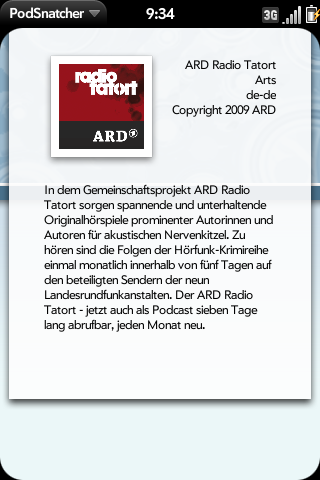 PodSnatcher
9:34
3G
radio
tatort
ARD
ARD Radio Tatort
Arts
de-de
Copyright 2009 ARD
In dem Gemeinschaftsprojekt ARD Radio
Tatort sorgen spannende und unterhaltende
Originalhörspiele prominenter Autorinnen und
Autoren für akustischen Nervenkitzel. Zu
hören sind die Folgen der Hörfunk-Krimireihe
einmal monatlich innerhalb von fünf Tagen auf
den beteiligten Sendern der neun
Landesrundfunkanstalten. Der ARD Radio
Tatort - jetzt auch als Podcast sieben Tage
lang abrufbar, jeden Monat neu.